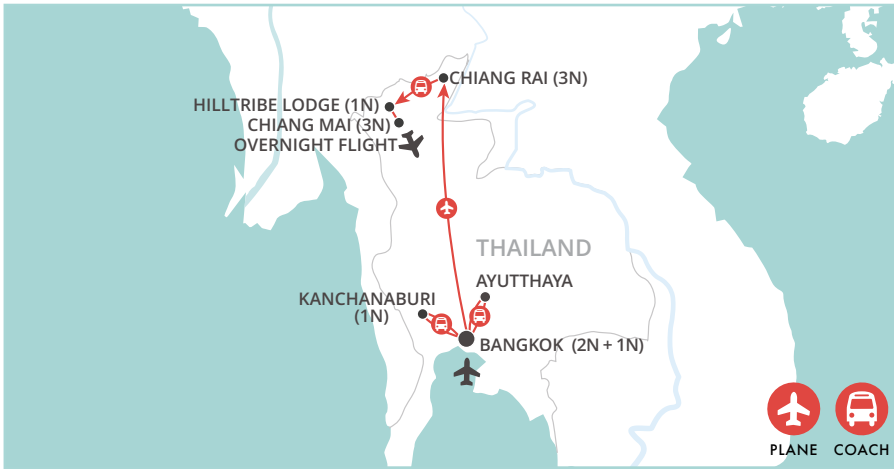 CHIANG RAI (3N)
HILLTRIBE LODGE (1N)
CHIANG MAI (3N)
OVERNIGHT FLIGHT
THAILAND
AYUTTHAYA
KANCHANABURI
(1N)
BANGKOK (2N + 1N)
PLANE
COACH